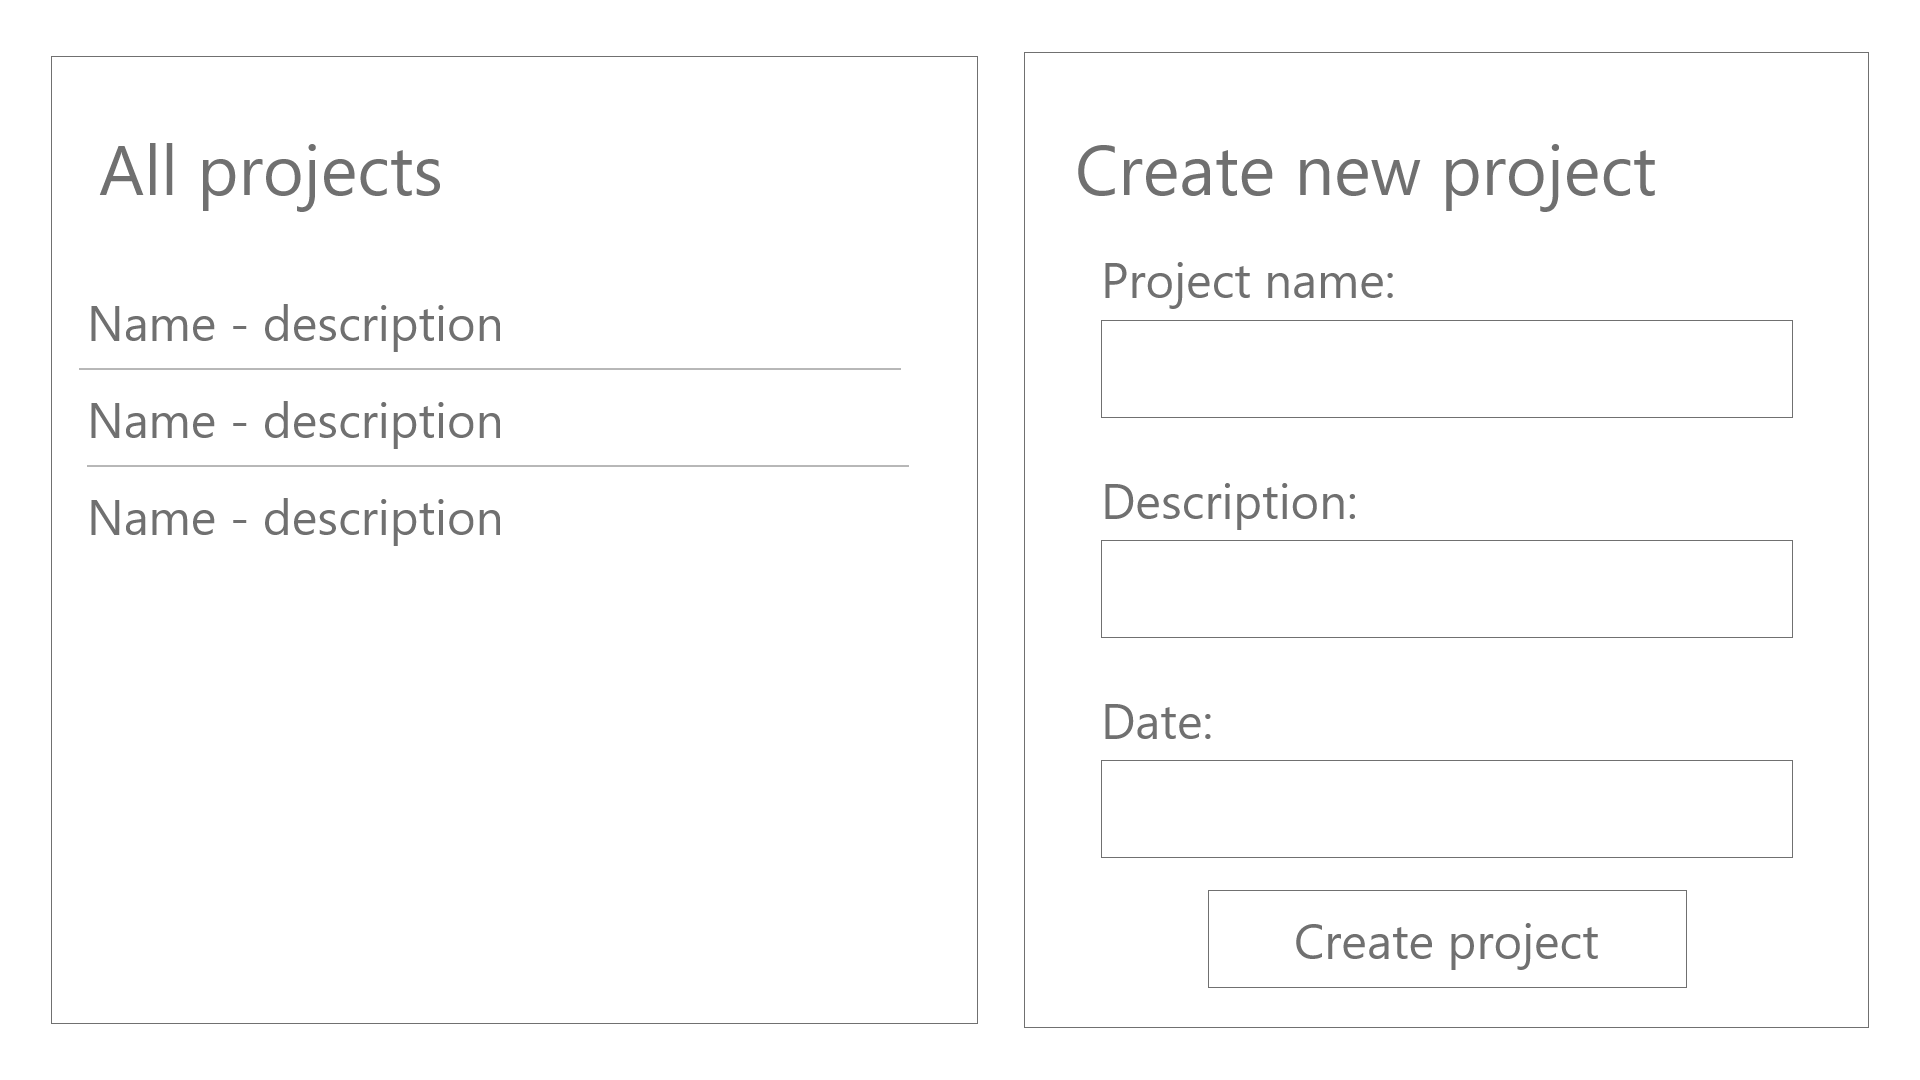 All projects
Name - description
Name - description
Name - description
Create new project
Project name:
Description:
Date:
Create project